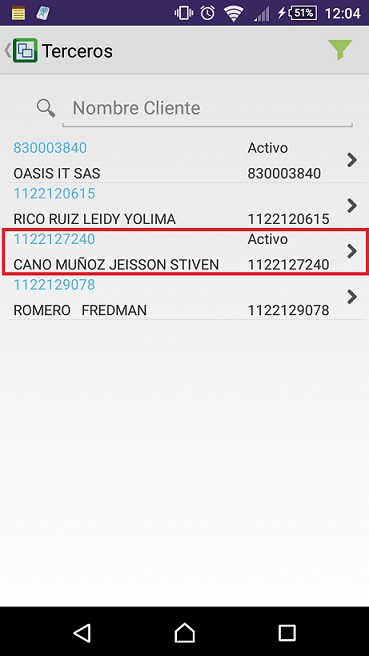 51% 12:04
Terceros
Nombre Cliente
830003840 Activo
OASIS IT SAS 830003840
1122120615
RICO RUIZ LEIDY YOLIMA 1122120615
1122127240 Activo
CANO MUÑOZ JEISSON STIVEN 1122127240
1122129078
ROMERO FREDMAN 1122129078